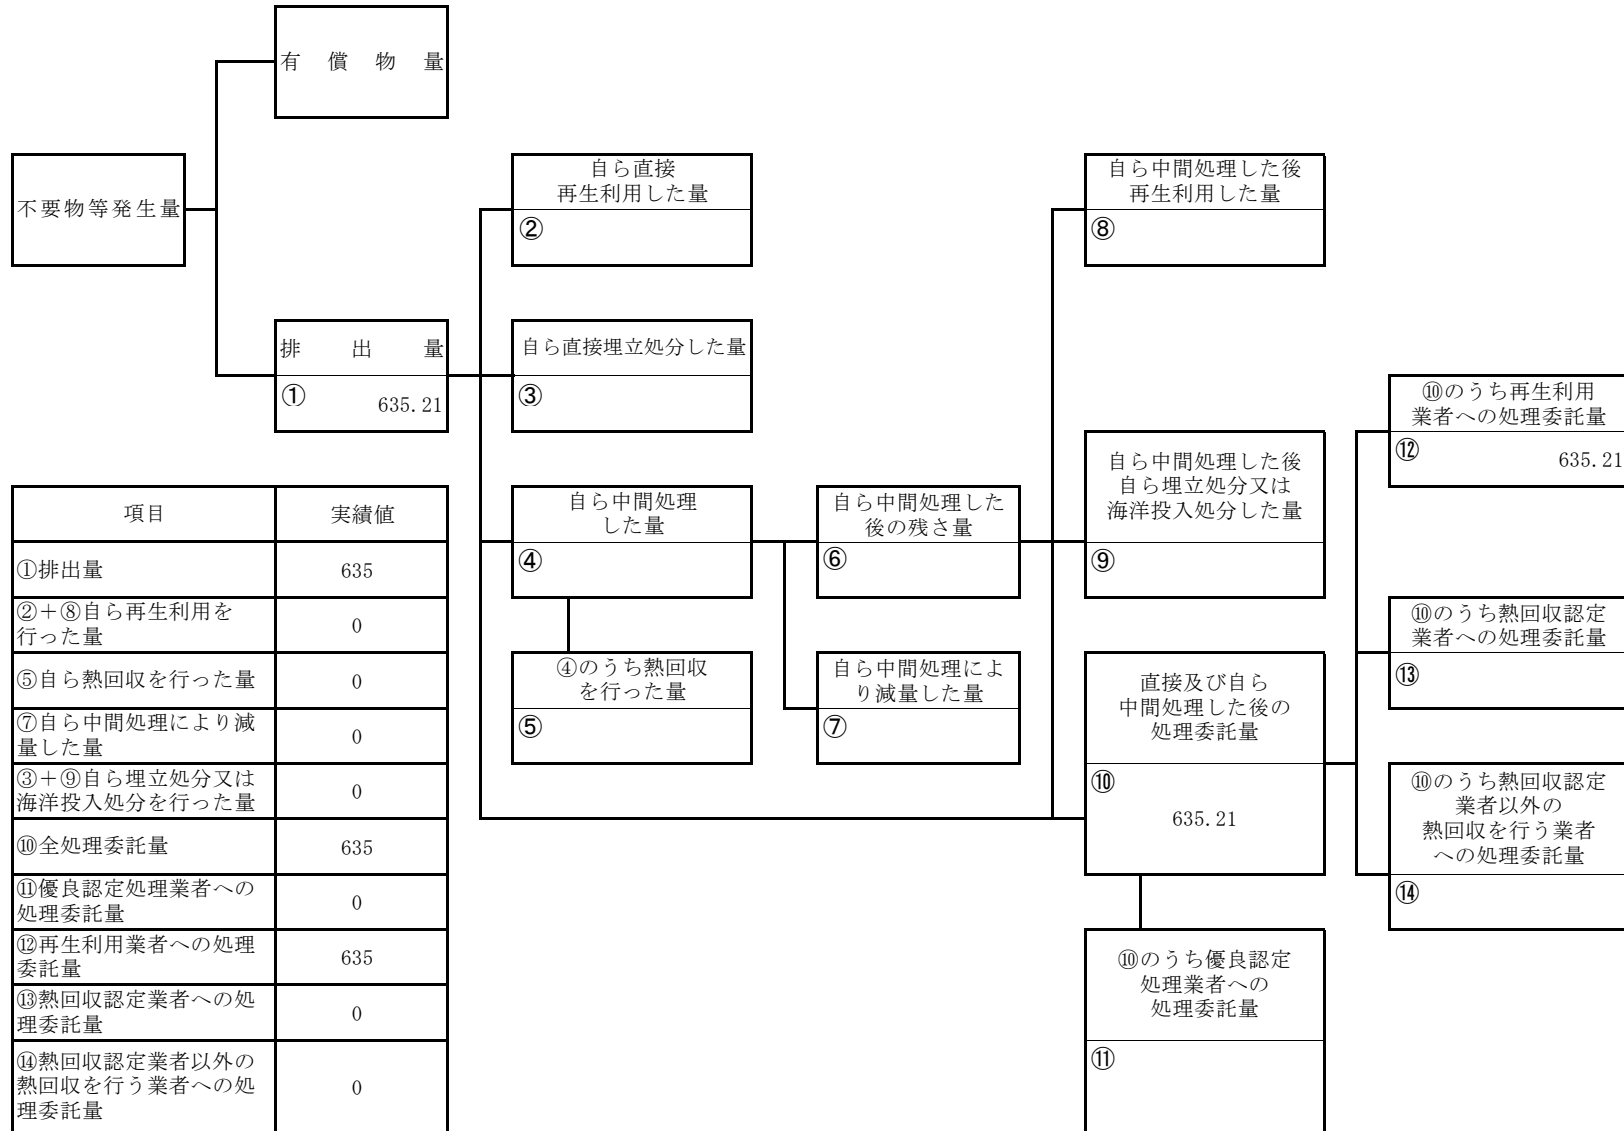 有償物量
不要物等発生量
排出量
①
635.21
自ら直接
再生利用した量
②
自ら直接埋立処分した量
③
自ら中間処理
した量
④
④のうち熱回収
を行った量
⑤
自ら中間処理した
後の残さ量
⑥
自ら中間処理によ
り減量した量
⑦
自ら中間処理した後
再生利用した量
⑧
自ら中間処理した後
自ら埋立処分又は
海洋投入処分した量
⑨
直接及び自ら
中間処理した後の
処理委託量
⑩
635.21
⑩のうち優良認定
処理業者への
処理委託量
⑪
⑩のうち再生利用
業者への処理委託量
⑫
635.21
⑩のうち熱回収認定
業者への処理委託量
⑬
⑩のうち熱回収認定
業者以外の
熱回収を行う業者
への処理委託量
⑭
項目
実績値
①排出量
635
②+⑧自ら再生利用を
行った量
0
⑤自ら熱回収を行った量
0
⑦自ら中間処理により減
量した量
0
③+⑨自ら埋立処分又は
海洋投入処分を行った量
0
⑩全処理委託量
635
⑪優良認定処理業者への
処理委託量
0
⑫再生利用業者への処理
委託量
635
⑬熱回収認定業者への処
理委託量
0
⑭熱回収認定業者以外の
熱回収を行う業者への処
理委託量
0